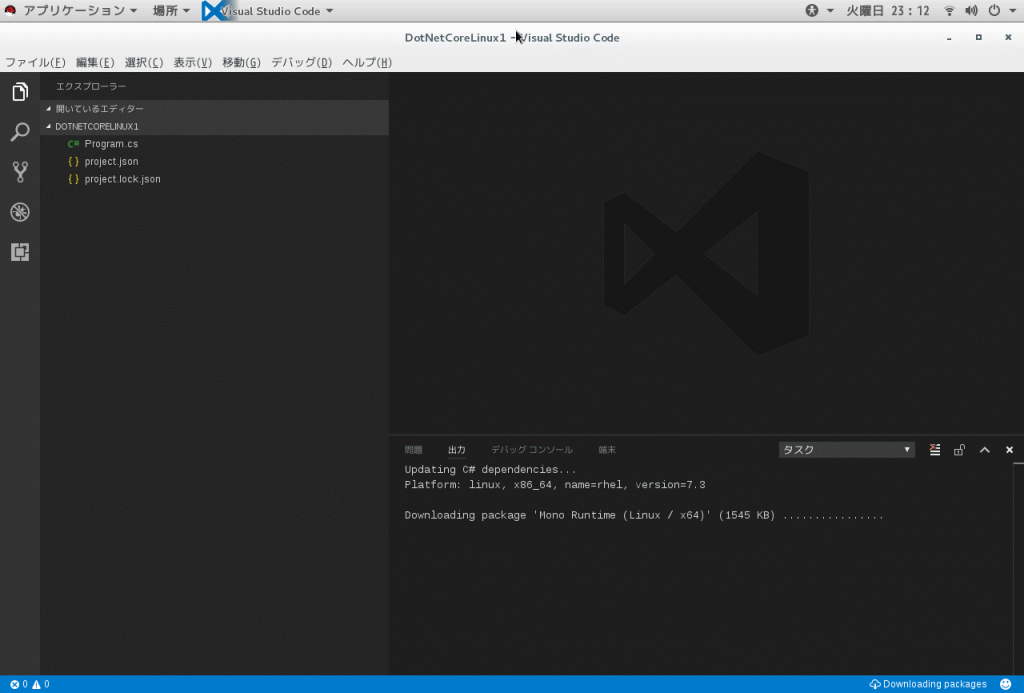 アプリケーション 場所 Visual Studio Code 火曜日 23 : 12
DotNetCoreLinux1 - Visual Studio Code
ファイル(F) 編集(E) 選択(C) 表示(V) 移動(G) デバッグ(D) ヘルプ(H)
エクスプローラー
開いているエディター
DOTNETCORELINUX1
C# Program.cs
{ } project.json
{ } project.lock.json
問題 出力 デバッグ コンソール 端末 タスク
Updating C# dependencies...
Platform: linux, x86_64, name=rhel, version=7.3
Downloading package 'Mono Runtime (Linux / x64)' (1545 KB) ................
0 0 Downloading packages